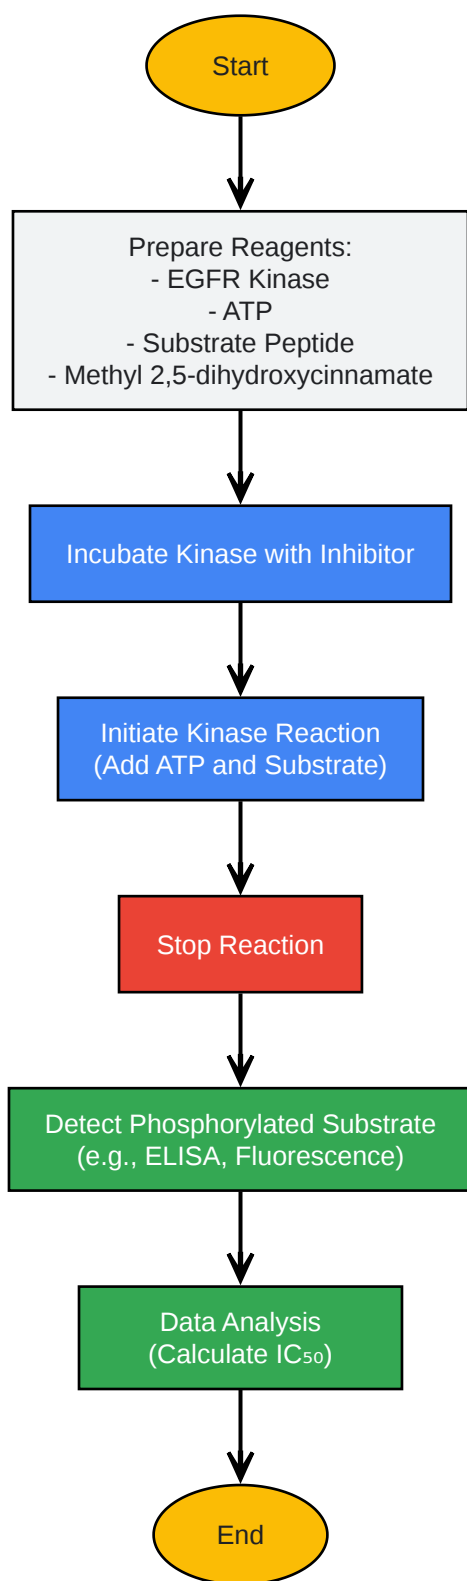 Start
Prepare Reagents:
- EGFR Kinase
- ATP
- Substrate Peptide
- Methyl 2,5-dihydroxycinnamate
Incubate Kinase with Inhibitor
Initiate Kinase Reaction
(Add ATP and Substrate)
Stop Reaction
Detect Phosphorylated Substrate
(e.g., ELISA, Fluorescence)
Data Analysis
(Calculate IC₅₀)
End